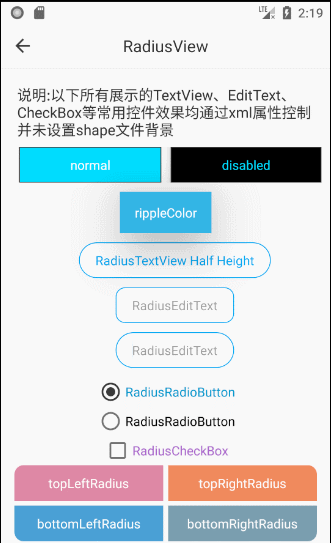 LTE 2:19
RadiusView
说明:以下所有展示的TextView、EditText、
CheckBox等常用控件效果均通过xml属性控制
并未设置shape文件背景
normal disabled
rippleColor
RadiusTextView Half Height
RadiusEditText
RadiusEditText
RadiusRadioButton
RadiusRadioButton
RadiusCheckBox
topLeftRadius topRightRadius
bottomLeftRadius bottomRightRadius